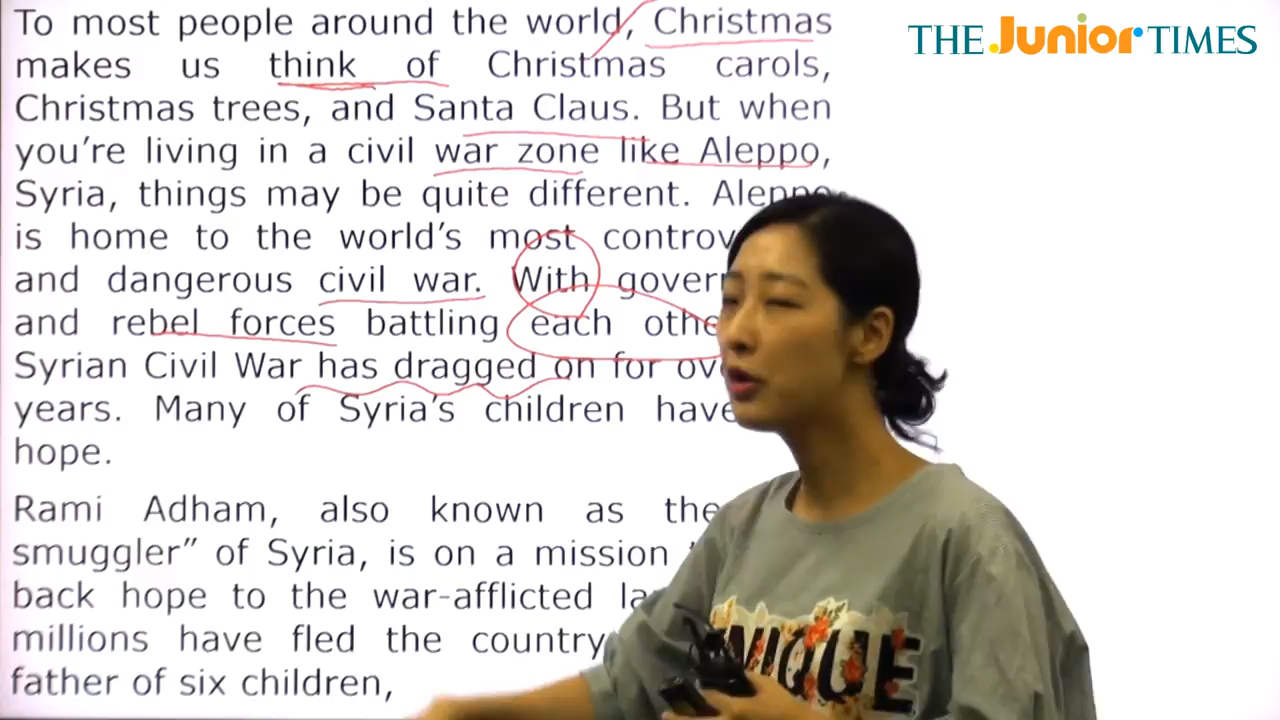 To most people around the world, Christmas
makes us think of Christmas carols,
Christmas trees, and Santa Claus. But when
you're living in a civil war zone like Aleppo,
Syria, things may be quite different. Aleppo
is home to the world's most
and dangerous civil war. With
and rebel forces battling each
Syrian Civil War has dragged on for
years. Many of Syria's children have
hope.
Rami Adham, also known as the
smuggler” of Syria, is on a mission
back hope to the war-afflicted
millions have fled the country
father of six children,
THE Junior TIMES
UNIQUE